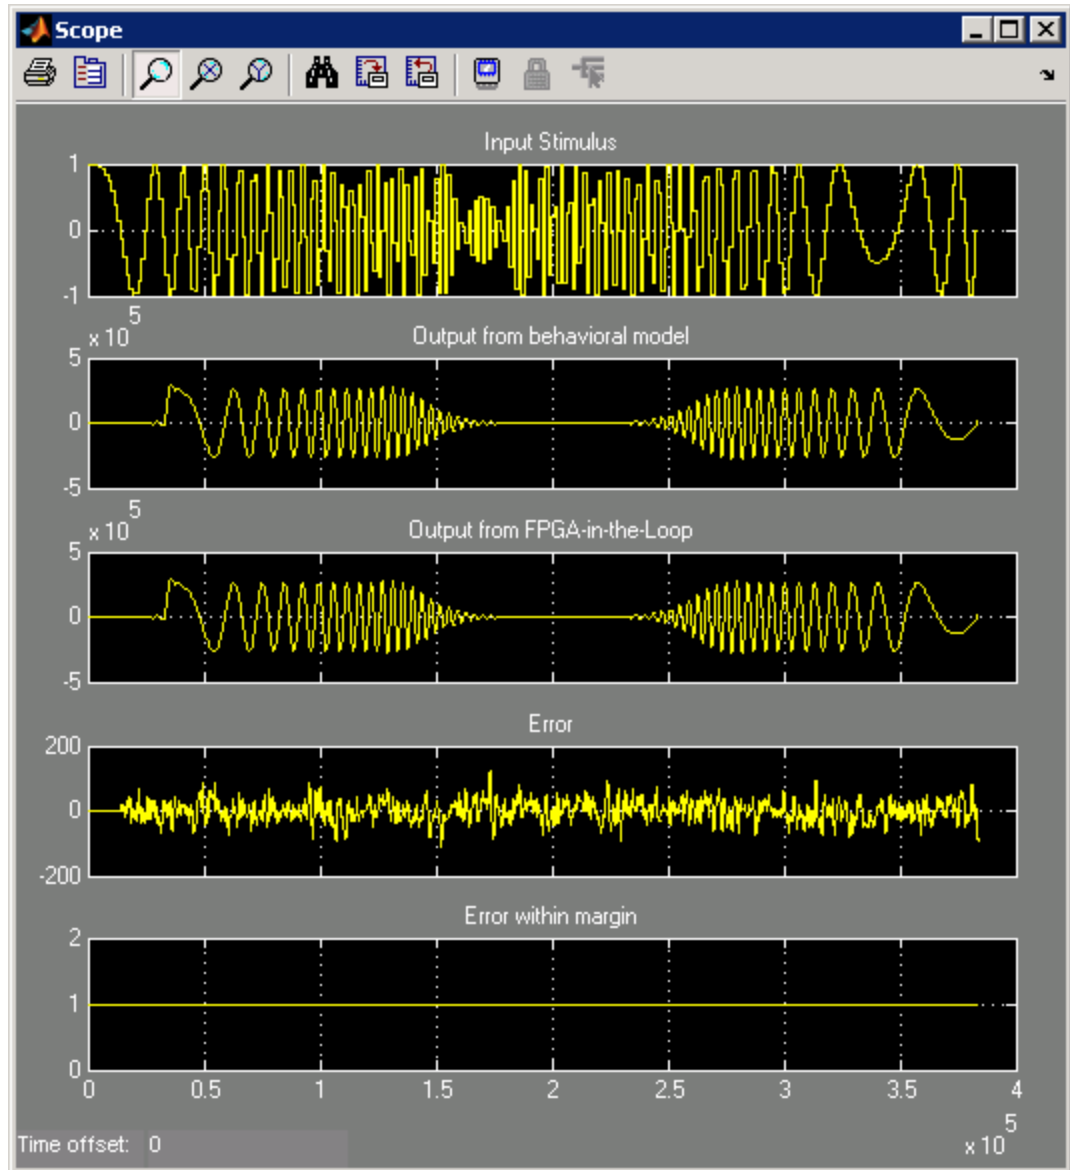 Scope
Input Stimulus
1
0
-1
5
x 10
Output from behavioral model
5
0
-5
5
x 10
Output from FPGA-in-the-Loop
5
0
-5
Error
200
0
-200
Error within margin
2
1
0
0 0.5 1 1.5 2 2.5 3 3.5 4
5
x 10
Time offset: 0